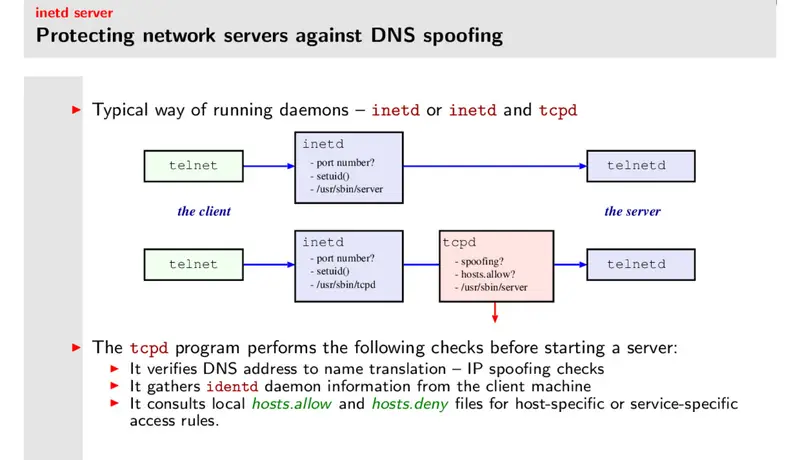 inetd server
Protecting network servers against DNS spoofing
Typical way of running daemons – inetd or inetd and tcpd
inetd
telnet
- port number?
- setuid()
- /usr/sbin/server
telnetd
the client
the server
inetd
telnet
- port number?
- setuid()
- /usr/sbin/tcpd
tcpd
- spoofing?
- hosts.allow?
- /usr/sbin/server
telnetd
The tcpd program performs the following checks before starting a server:
It verifies DNS address to name translation – IP spoofing checks
It gathers identd daemon information from the client machine
It consults local hosts.allow and hosts.deny files for host-specific or service-specific
access rules.